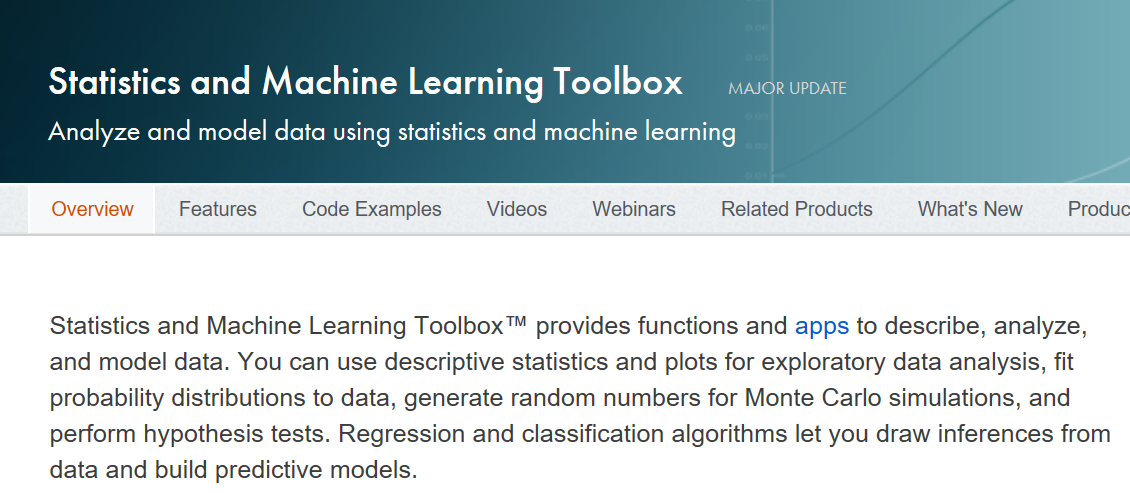 Statistics and Machine Learning Toolbox MAJOR UPDATE
Analyze and model data using statistics and machine learning
Overview Features Code Examples Videos Webinars Related Products What's New Produc
Statistics and Machine Learning Toolbox™ provides functions and apps to describe, analyze,
and model data. You can use descriptive statistics and plots for exploratory data analysis, fit
probability distributions to data, generate random numbers for Monte Carlo simulations, and
perform hypothesis tests. Regression and classification algorithms let you draw inferences from
data and build predictive models.